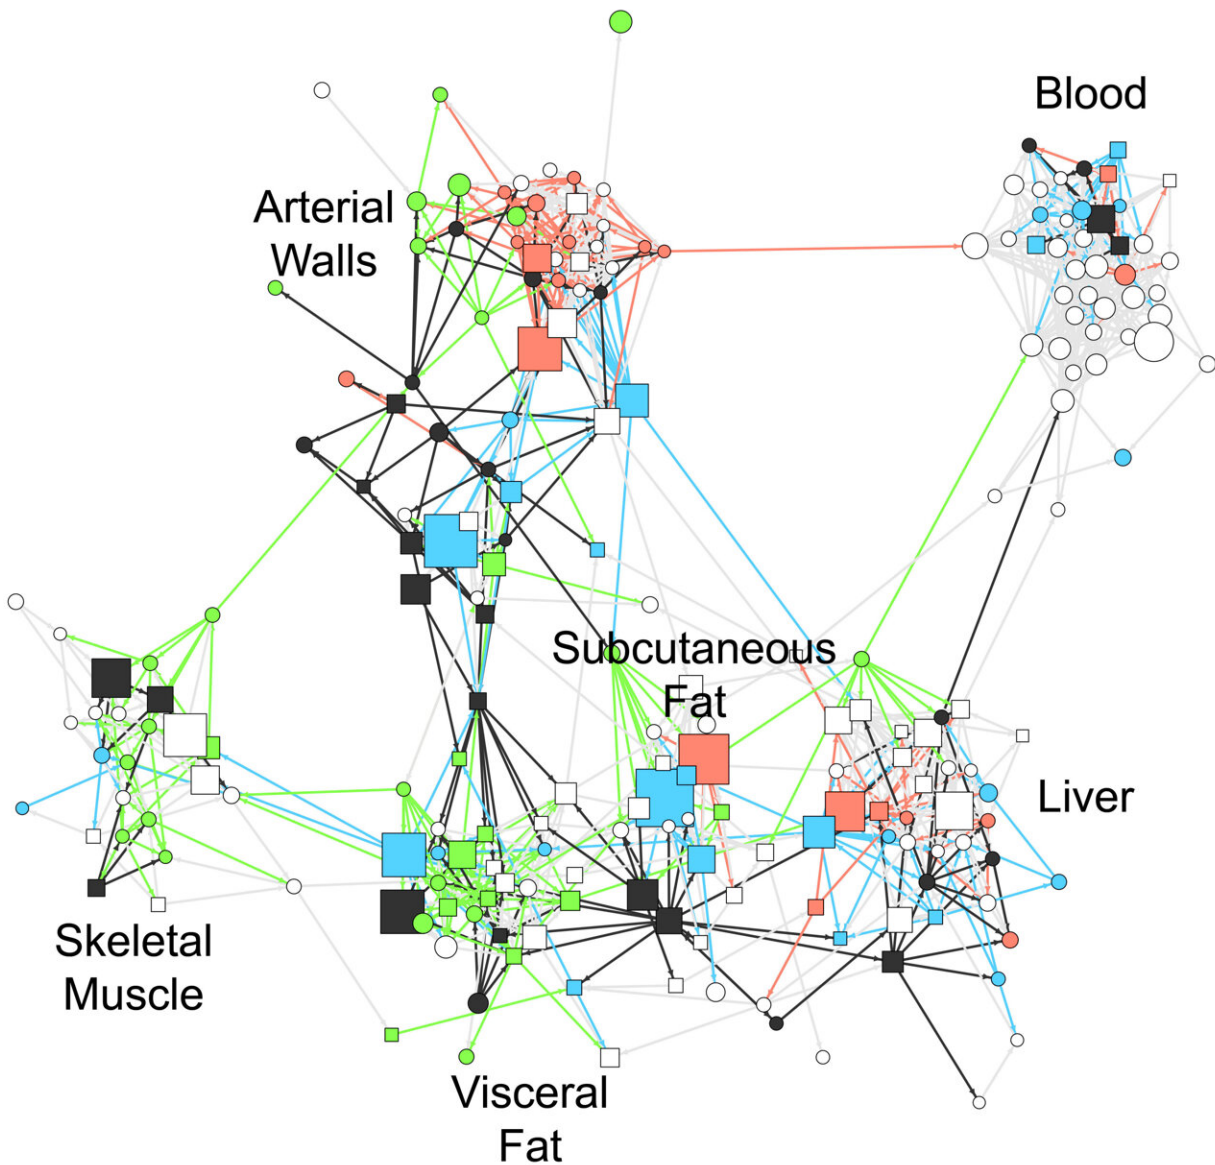 Blood
Arterial
Walls
Subcutaneous
Fat
Liver
Skeletal
Muscle
Visceral
Fat